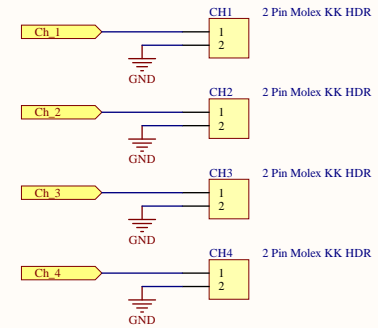 CH1 2 Pin Molex KK HDR
Ch_1 1
2
GND
CH2 2 Pin Molex KK HDR
Ch_2 1
2
GND
CH3 2 Pin Molex KK HDR
Ch_3 1
2
GND
CH4 2 Pin Molex KK HDR
Ch_4 1
2
GND